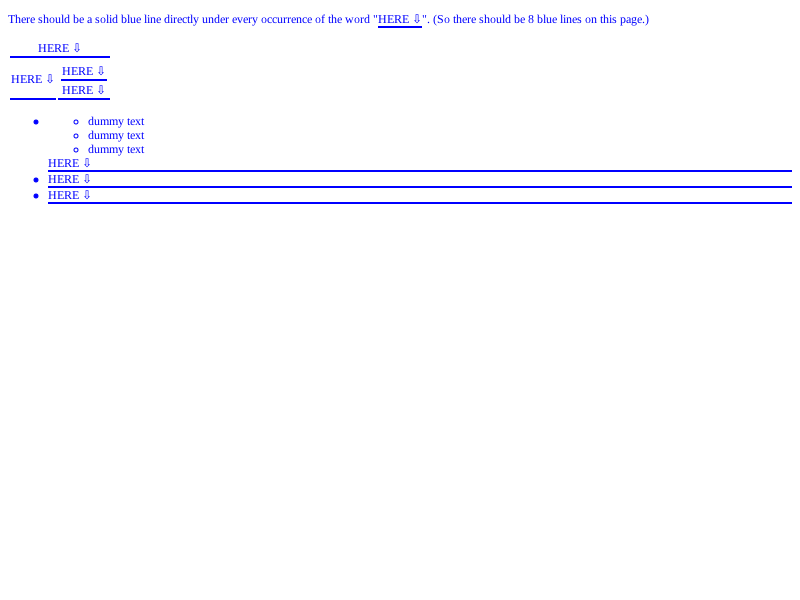 There should be a solid blue line directly under every occurrence of the word "HERE ⇩". (So there should be 8 blue lines on this page.)
HERE ⇩
HERE ⇩
HERE ⇩
HERE ⇩
dummy text
dummy text
dummy text
HERE ⇩
HERE ⇩
HERE ⇩